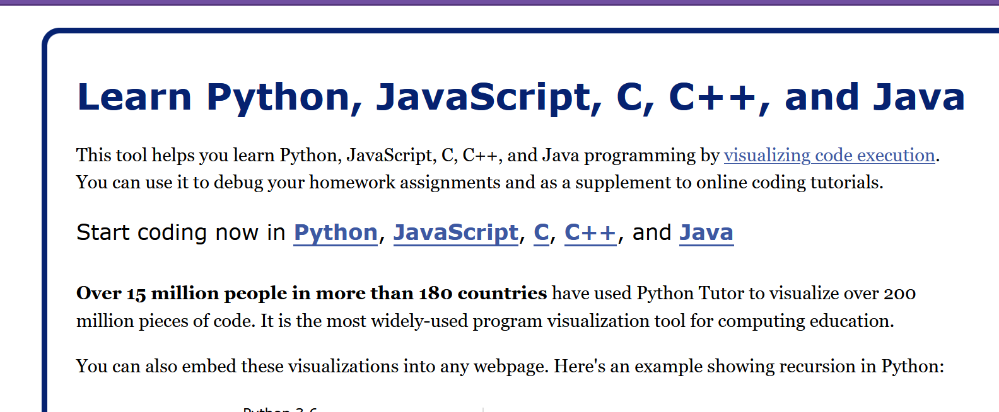 Learn Python, JavaScript, C, C++, and Java
This tool helps you learn Python, JavaScript, C, C++, and Java programming by visualizing code execution.
You can use it to debug your homework assignments and as a supplement to online coding tutorials.
Start coding now in Python, JavaScript, C, C++, and Java
Over 15 million people in more than 180 countries have used Python Tutor to visualize over 200
million pieces of code. It is the most widely-used program visualization tool for computing education.
You can also embed these visualizations into any webpage. Here's an example showing recursion in Python:
Python 3.6